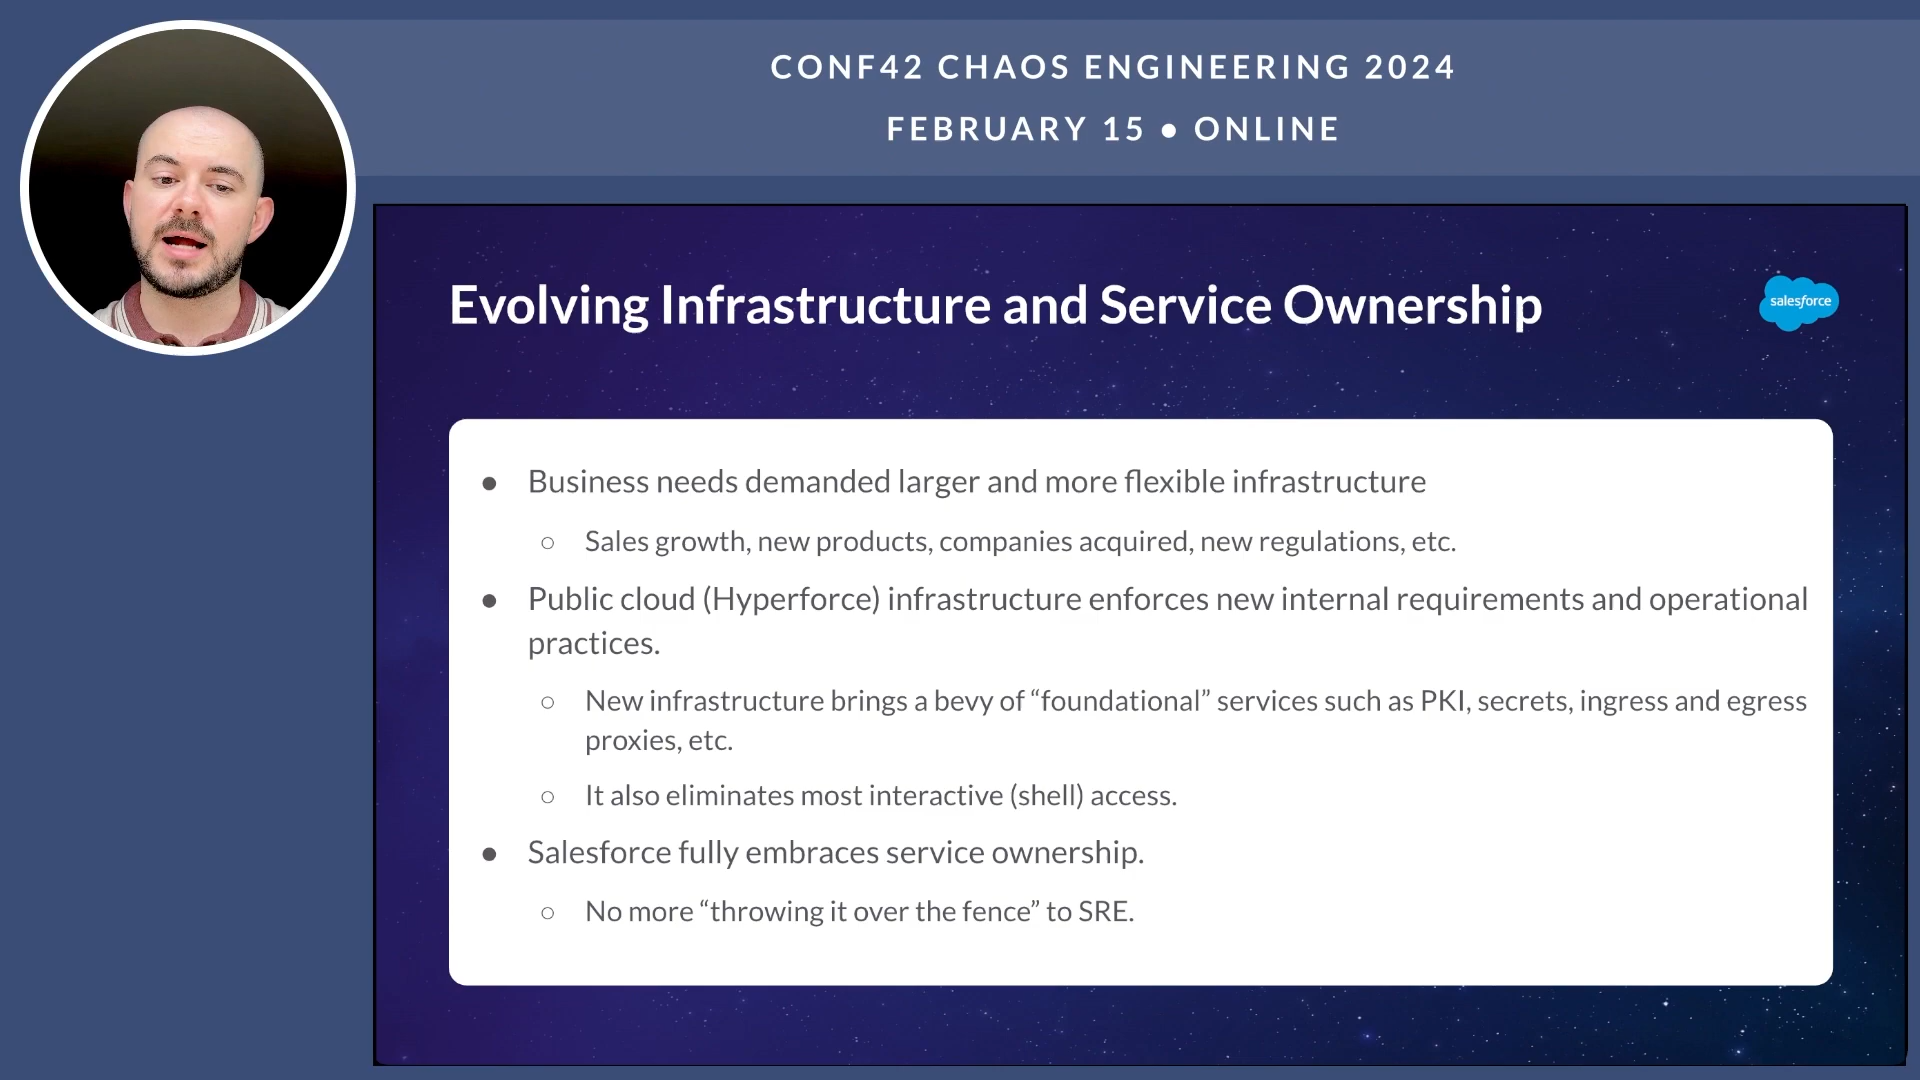 CONF42 CHAOS ENGINEERING 2024
FEBRUARY 15 • ONLINE
Evolving Infrastructure and Service Ownership
salesforce
● Business needs demanded larger and more flexible infrastructure
○ Sales growth, new products, companies acquired, new regulations, etc.
● Public cloud (Hyperforce) infrastructure enforces new internal requirements and operational
practices.
○ New infrastructure brings a bevy of “foundational” services such as PKI, secrets, ingress and egress
proxies, etc.
○ It also eliminates most interactive (shell) access.
● Salesforce fully embraces service ownership.
○ No more “throwing it over the fence” to SRE.